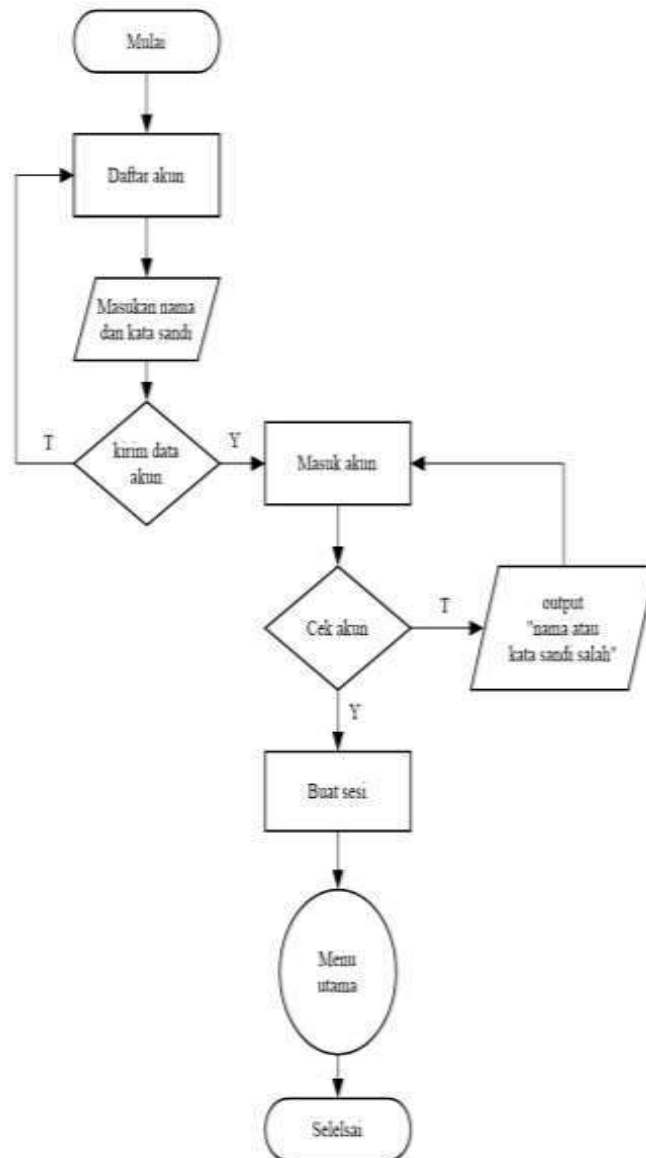 Mulai
Daftar akun
Masukan nama
dan kata sandi
T
kirim data
akun
Y
Masuk akun
Cek akun
T
output
"nama atau
kata sandi salah"
Y
Buat sesi
Menu
utama
Selelsai